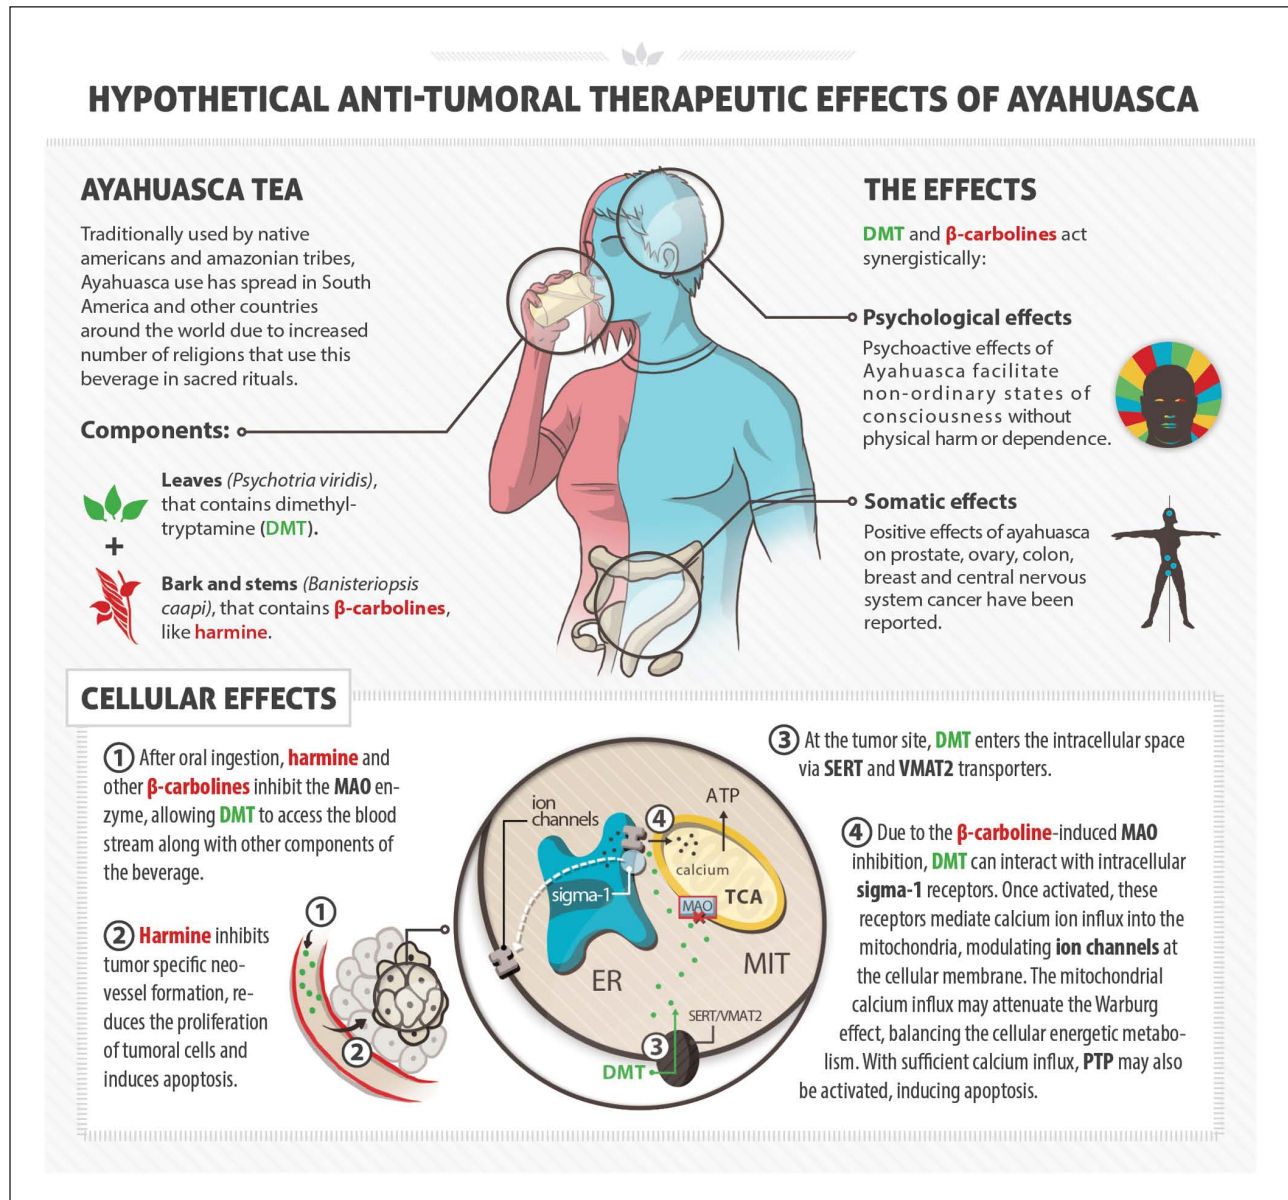 HYPOTHETICAL ANTI-TUMORAL THERAPEUTIC EFFECTS OF AYAHUASCA
AYAHUASCA TEA
Traditionally used by native
americans and amazonian tribes,
Ayahuasca use has spread in South
America and other countries
around the world due to increased
number of religions that use this
beverage in sacred rituals.
Components:
Leaves (Psychotria viridis),
that contains dimethyl-
tryptamine (DMT).
+
Bark and stems (Banisteriopsis
caapi), that contains β-carbolines,
like harmine.
THE EFFECTS
DMT and β-carbolines act
synergistically:
Psychological effects
Psychoactive effects of
Ayahuasca facilitate
non-ordinary states of
consciousness without
physical harm or dependence.
Somatic effects
Positive effects of ayahuasca
on prostate, ovary, colon,
breast and central nervous
system cancer have been
reported.
CELLULAR EFFECTS
1 After oral ingestion, harmine and
other β-carbolines inhibit the MAO en-
zyme, allowing DMT to access the blood
stream along with other components of
the beverage.
2 Harmine inhibits
tumor specific neo-
vessel formation, re-
duces the proliferation
of tumoral cells and
induces apoptosis.
1
2
ion
channels
4
ATP
calcium
sigma-1
TCA
MAO
MIT
ER
SERT/VMAT2
3
DMT
3 At the tumor site, DMT enters the intracellular space
via SERT and VMAT2 transporters.
4 Due to the β-carboline-induced MAO
inhibition, DMT can interact with intracellular
sigma-1 receptors. Once activated, these
receptors mediate calcium ion influx into the
mitochondria, modulating ion channels at
the cellular membrane. The mitochondrial
calcium influx may attenuate the Warburg
effect, balancing the cellular energetic metabo-
lism. With sufficient calcium influx, PTP may also
be activated, inducing apoptosis.